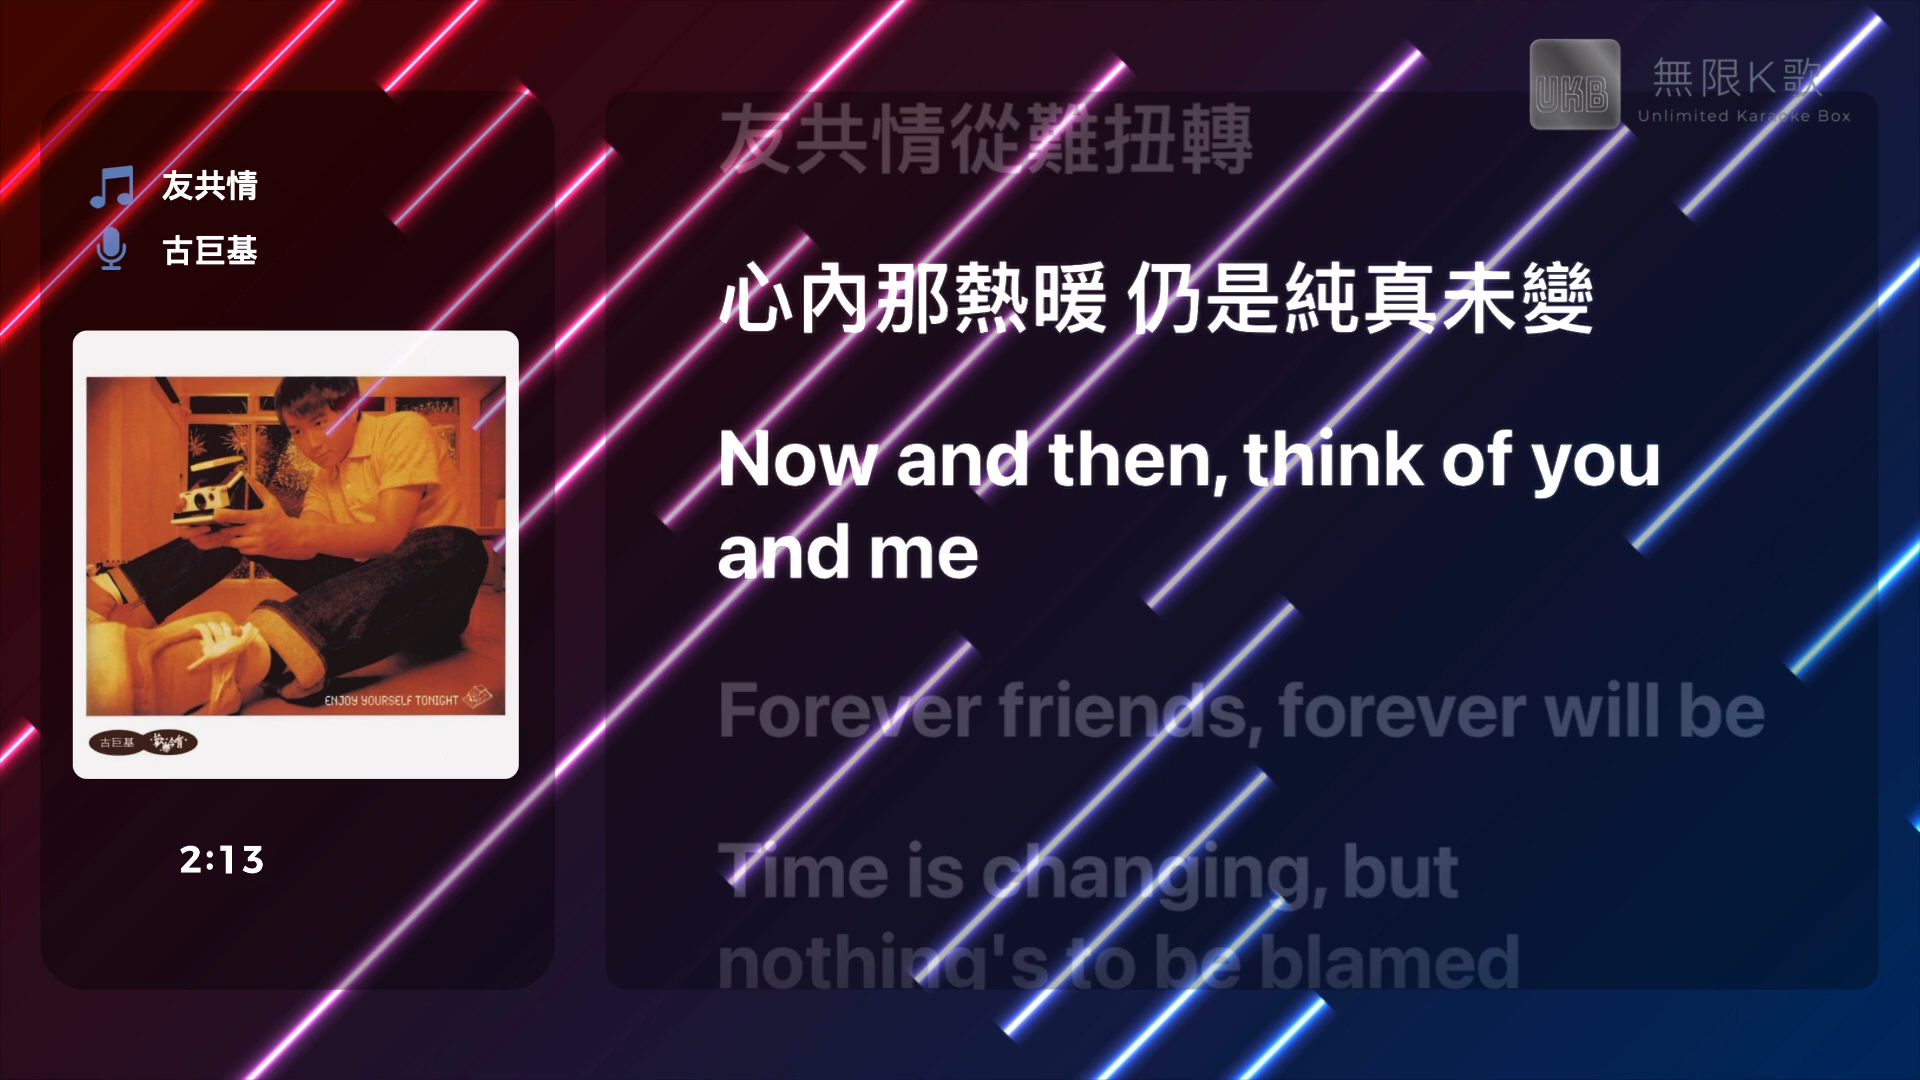 友共情
古巨基
ENJOY YOURSELF TONIGHT
古巨基
2:13
UKB
無限K歌
Unlimited Karaoke Box
友共情從難扭轉
心內那熱暖 仍是純真未變
Now and then, think of you
and me
Forever friends, forever will be
Time is changing, but
nothing's to be blamed